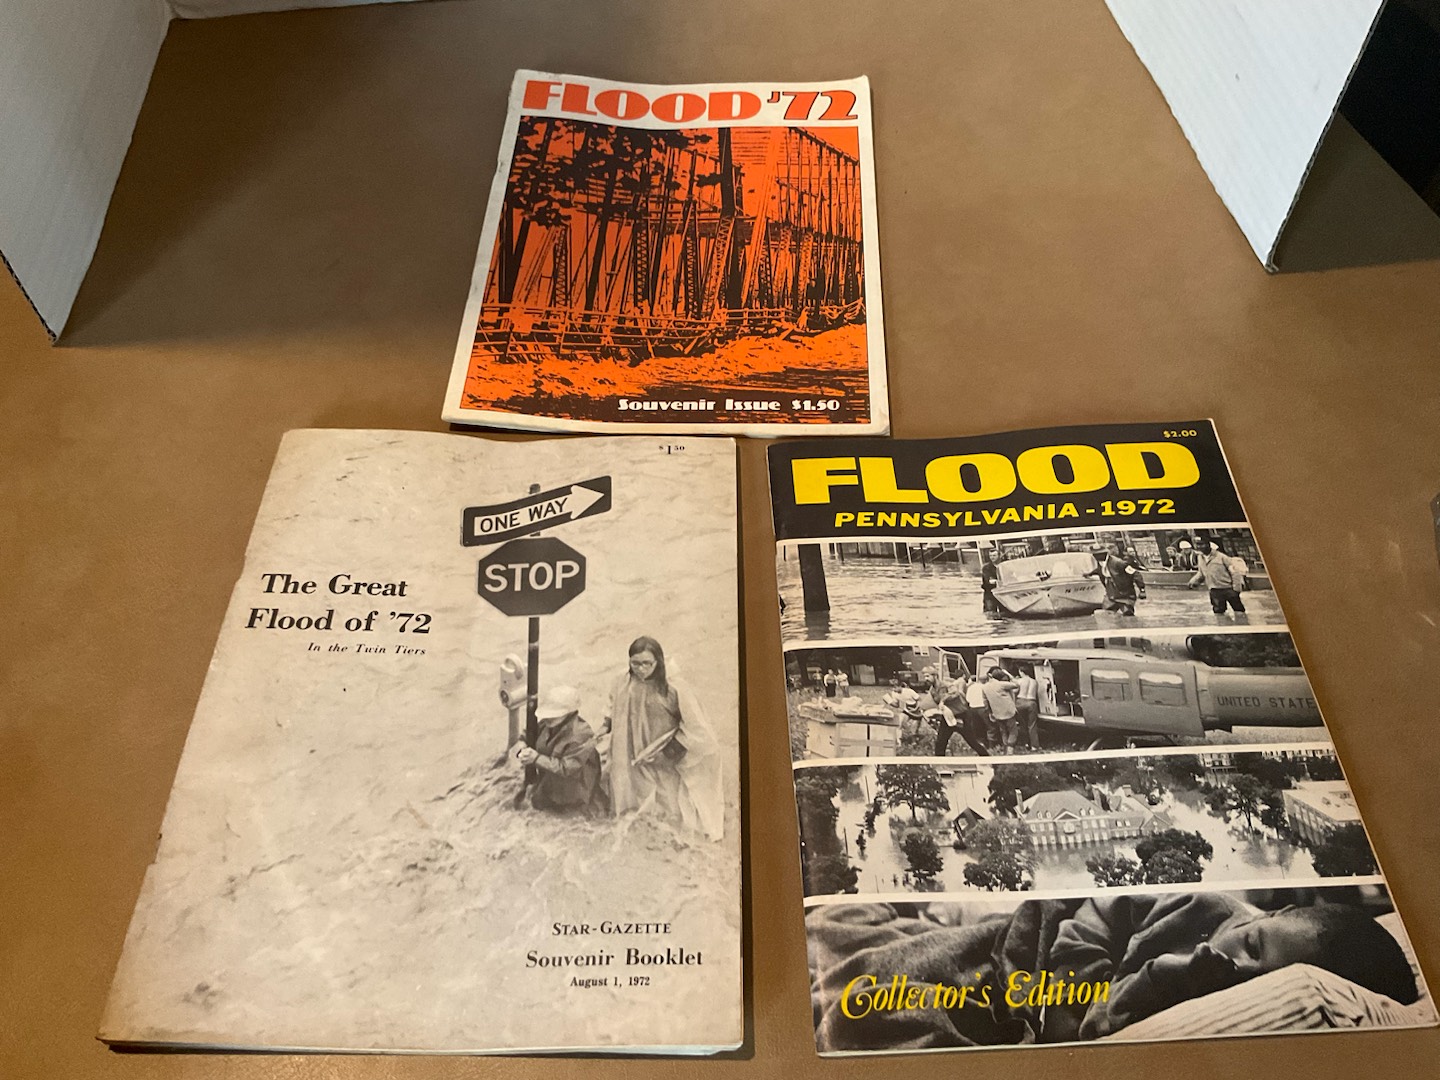 FLOOD '72
Souvenir Issue $1.50
$1.50
ONE WAY
STOP
The Great
Flood of '72
In the Twin Tiers
STAR-GAZETTE
Souvenir Booklet
August 1, 1972
$2.00
FLOOD
PENNSYLVANIA - 1972
UNITED STATE
Collector's Edition